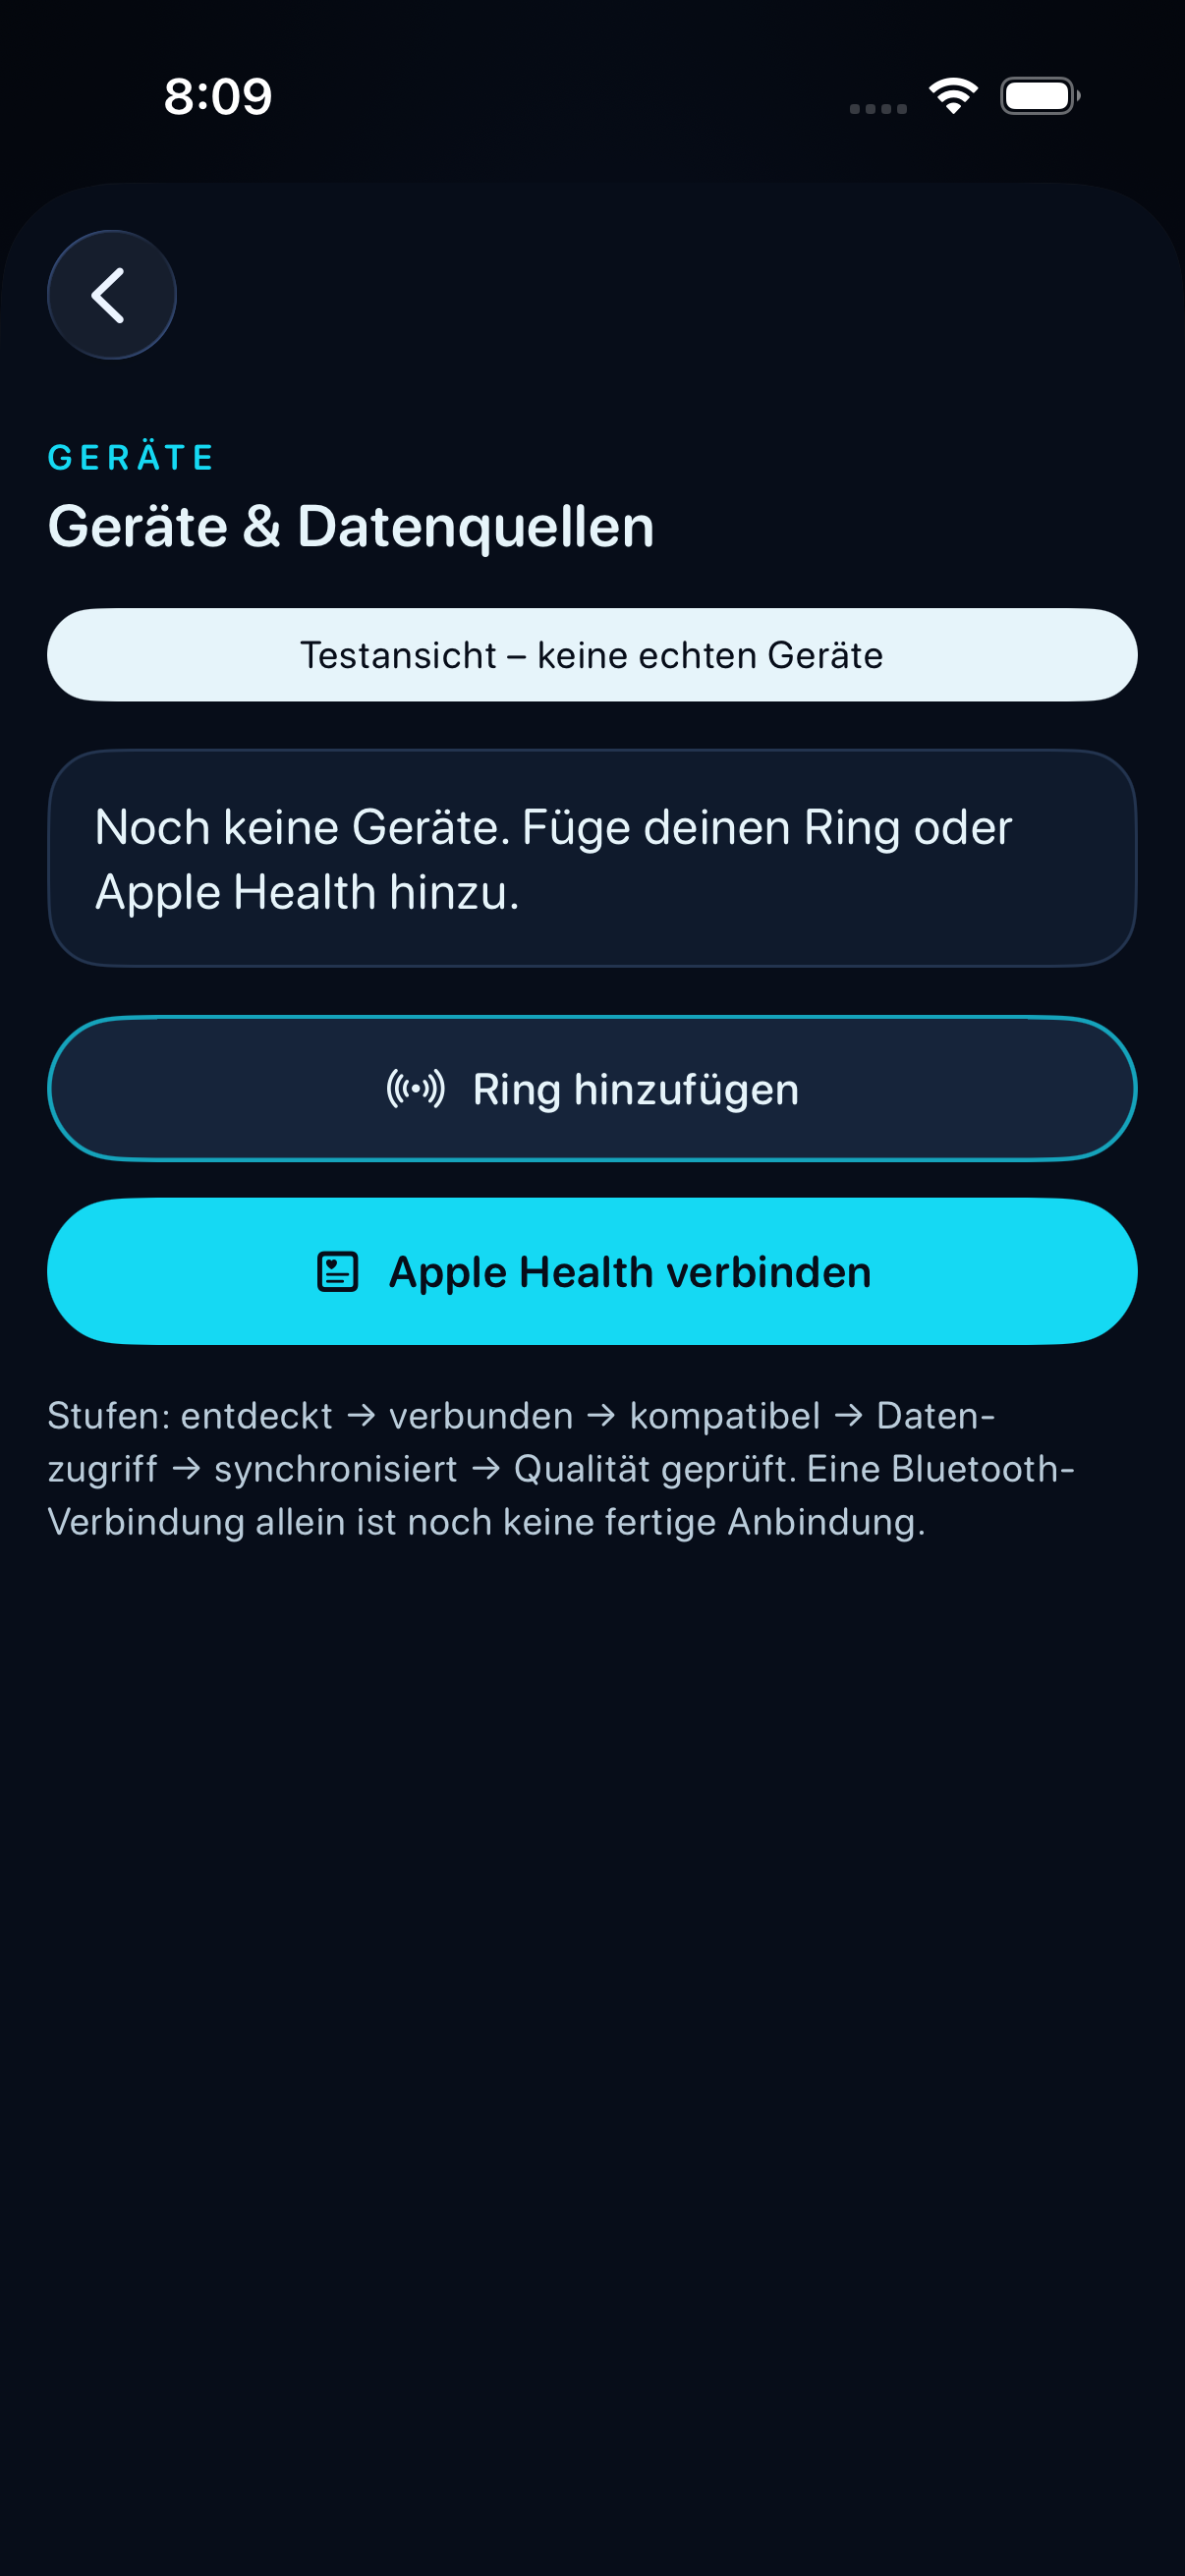 8:09
GERÄTE
Geräte & Datenquellen
Testansicht – keine echten Geräte
Noch keine Geräte. Füge deinen Ring oder
Apple Health hinzu.
Ring hinzufügen
Apple Health verbinden
Stufen: entdeckt → verbunden → kompatibel → Daten-
zugriff → synchronisiert → Qualität geprüft. Eine Bluetooth-
Verbindung allein ist noch keine fertige Anbindung.